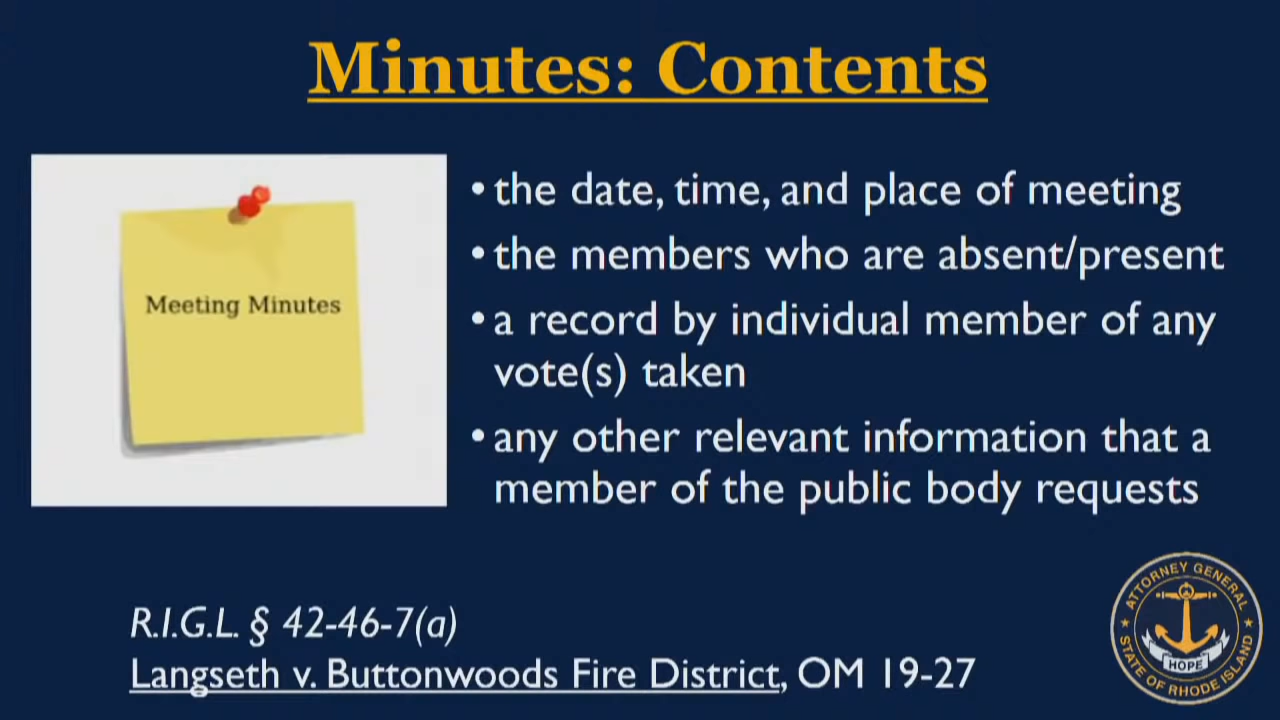 Minutes: Contents
Meeting Minutes
• the date, time, and place of meeting
• the members who are absent/present
• a record by individual member of any
vote(s) taken
• any other relevant information that a
member of the public body requests
R.I.G.L. § 42-46-7(a)
Langseth v. Buttonwoods Fire District, OM 19-27
ATTORNEY GENERAL
HOPE
STATE OF RHODE ISLAND